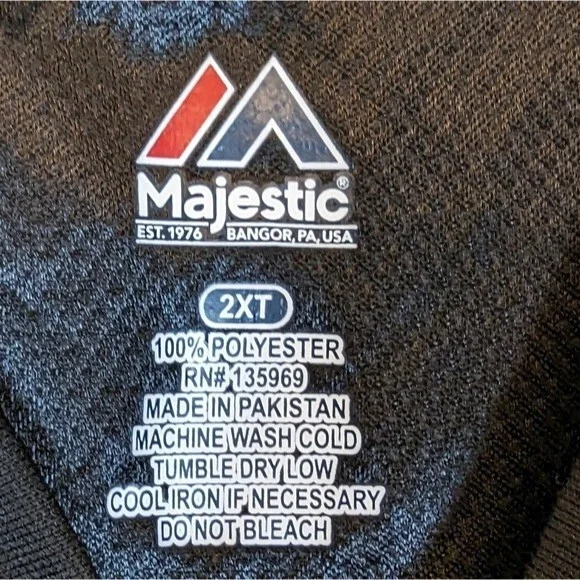 Majestic®
EST. 1976 BANGOR, PA, USA
2XT
100% POLYESTER
RN# 135969
MADE IN PAKISTAN
MACHINE WASH COLD
TUMBLE DRY LOW
COOL IRON IF NECESSARY
DO NOT BLEACH